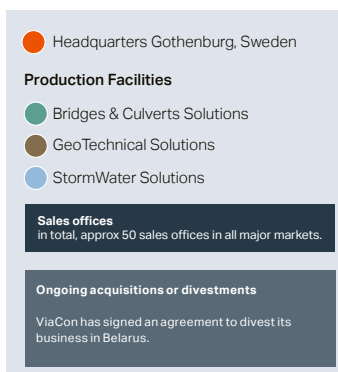 Headquarters Gothenburg, Sweden
Production Facilities
Bridges & Culverts Solutions
GeoTechnical Solutions
StormWater Solutions
Sales offices
in total, approx 50 sales offices in all major markets.
Ongoing acquisitions or divestments
ViaCon has signed an agreement to divest its
business in Belarus.